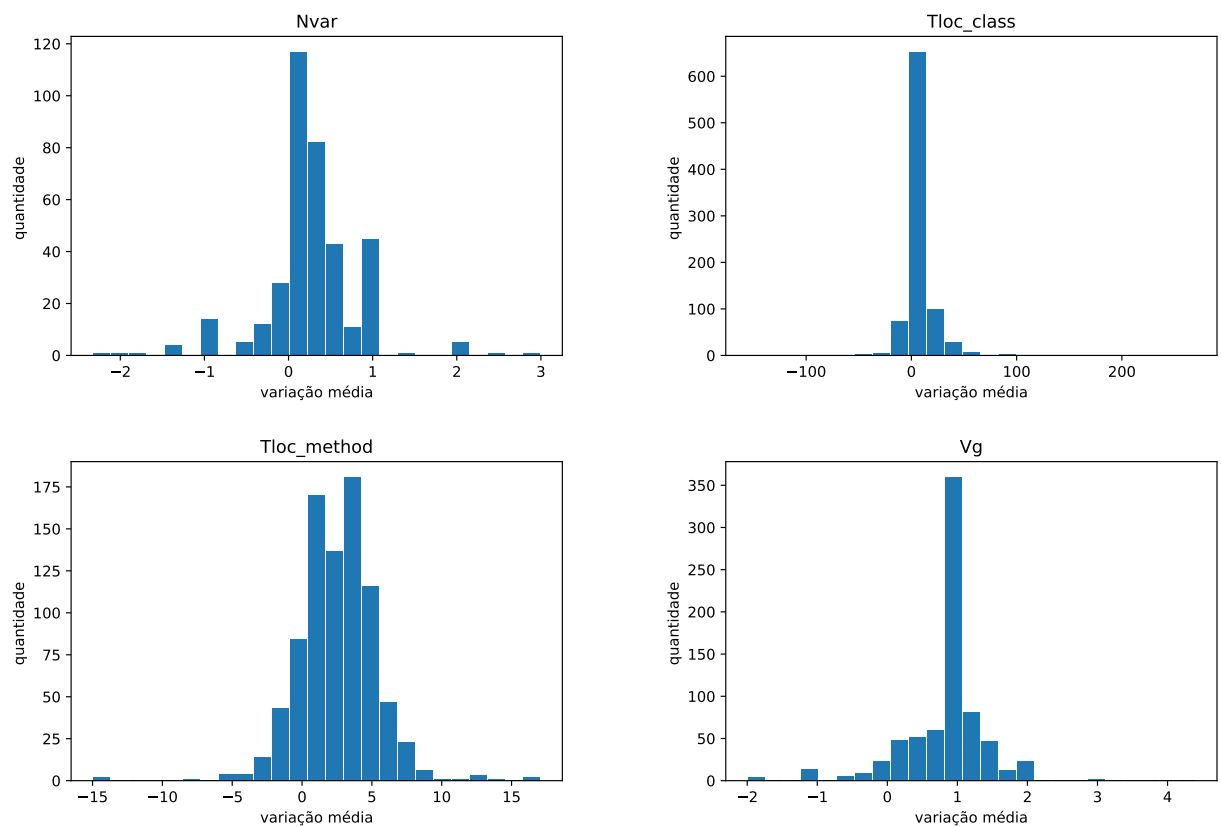 Nvar
120
100
80
60
40
20
0
quantidade
−2 −1 0 1 2 3
variação média
Tloc_class
600
500
400
300
200
100
0
quantidade
−100 0 100 200
variação média
Tloc_method
175
150
125
100
75
50
25
0
quantidade
−15 −10 −5 0 5 10 15
variação média
Vg
350
300
250
200
150
100
50
0
quantidade
−2 −1 0 1 2 3 4
variação média